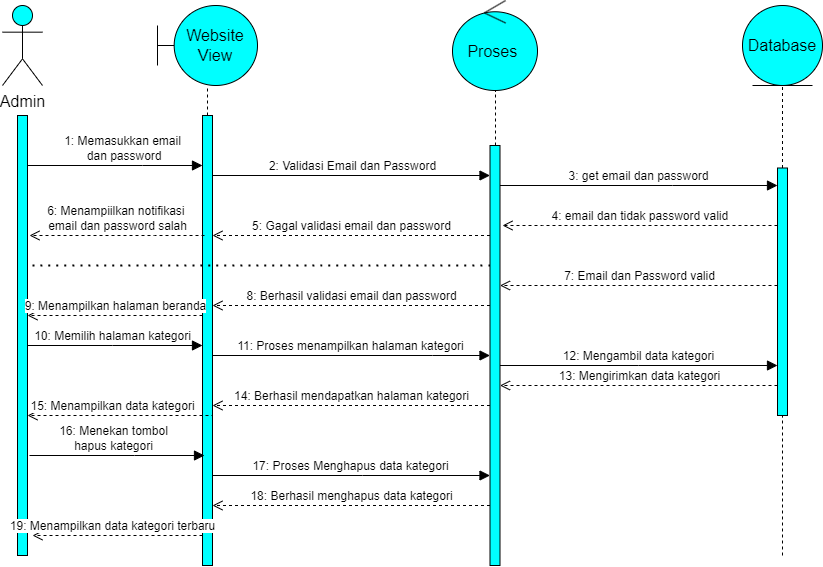 Admin
Website
View
Proses
Database
1: Memasukkan email
dan password
2: Validasi Email dan Password
3: get email dan password
4: email dan tidak password valid
5: Gagal validasi email dan password
6: Menampiilkan notifikasi
email dan password salah
7: Email dan Password valid
8: Berhasil validasi email dan password
9: Menampilkan halaman beranda
10: Memilih halaman kategori
11: Proses menampilkan halaman kategori
12: Mengambil data kategori
13: Mengirimkan data kategori
14: Berhasil mendapatkan halaman kategori
15: Menampilkan data kategori
16: Menekan tombol
hapus kategori
17: Proses Menghapus data kategori
18: Berhasil menghapus data kategori
19: Menampilkan data kategori terbaru